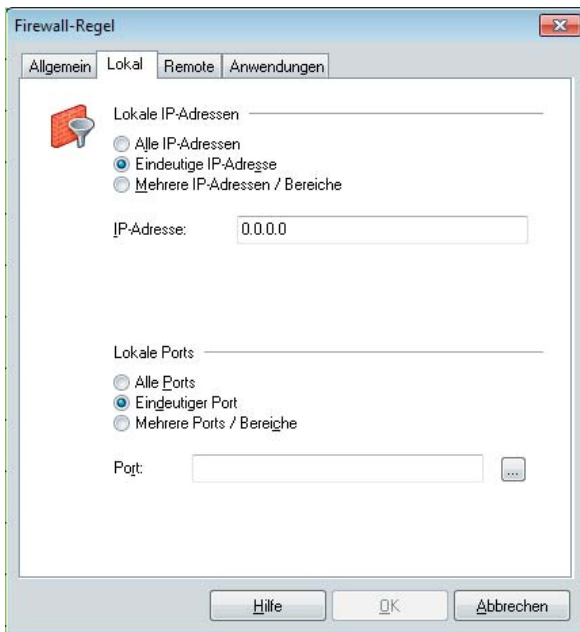 Firewall-Regel
Allgemein Lokal Remote Anwendungen
Lokale IP-Adressen
Alle IP-Adressen
Eindeutige IP-Adresse
Mehrere IP-Adressen / Bereiche
IP-Adresse: 0.0.0.0
Lokale Ports
Alle Ports
Eindeutiger Port
Mehrere Ports / Bereiche
Port: ...
Hilfe OK Abbrechen